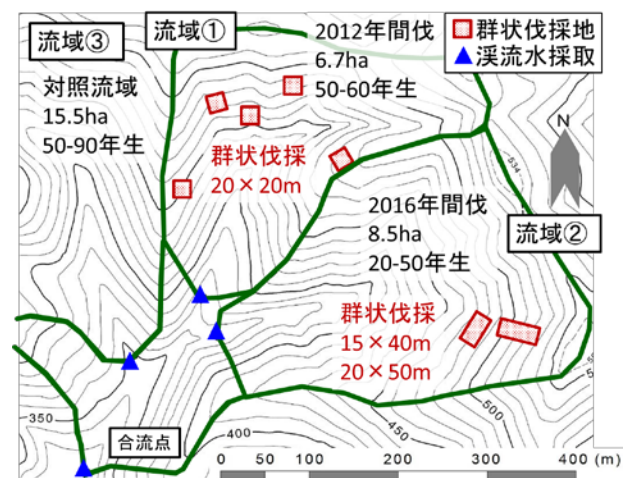 流域③
流域①
2012年間伐
6.7ha
50-60年生
群状伐採地
渓流水採取
対照流域
15.5ha
50-90年生
群状伐採
20×20m
N
534
2016年間伐
8.5ha
20-50年生
流域②
群状伐採
15×40m
20×50m
350
合流点
400
450
500
0 50 100 200 300 400 (m)